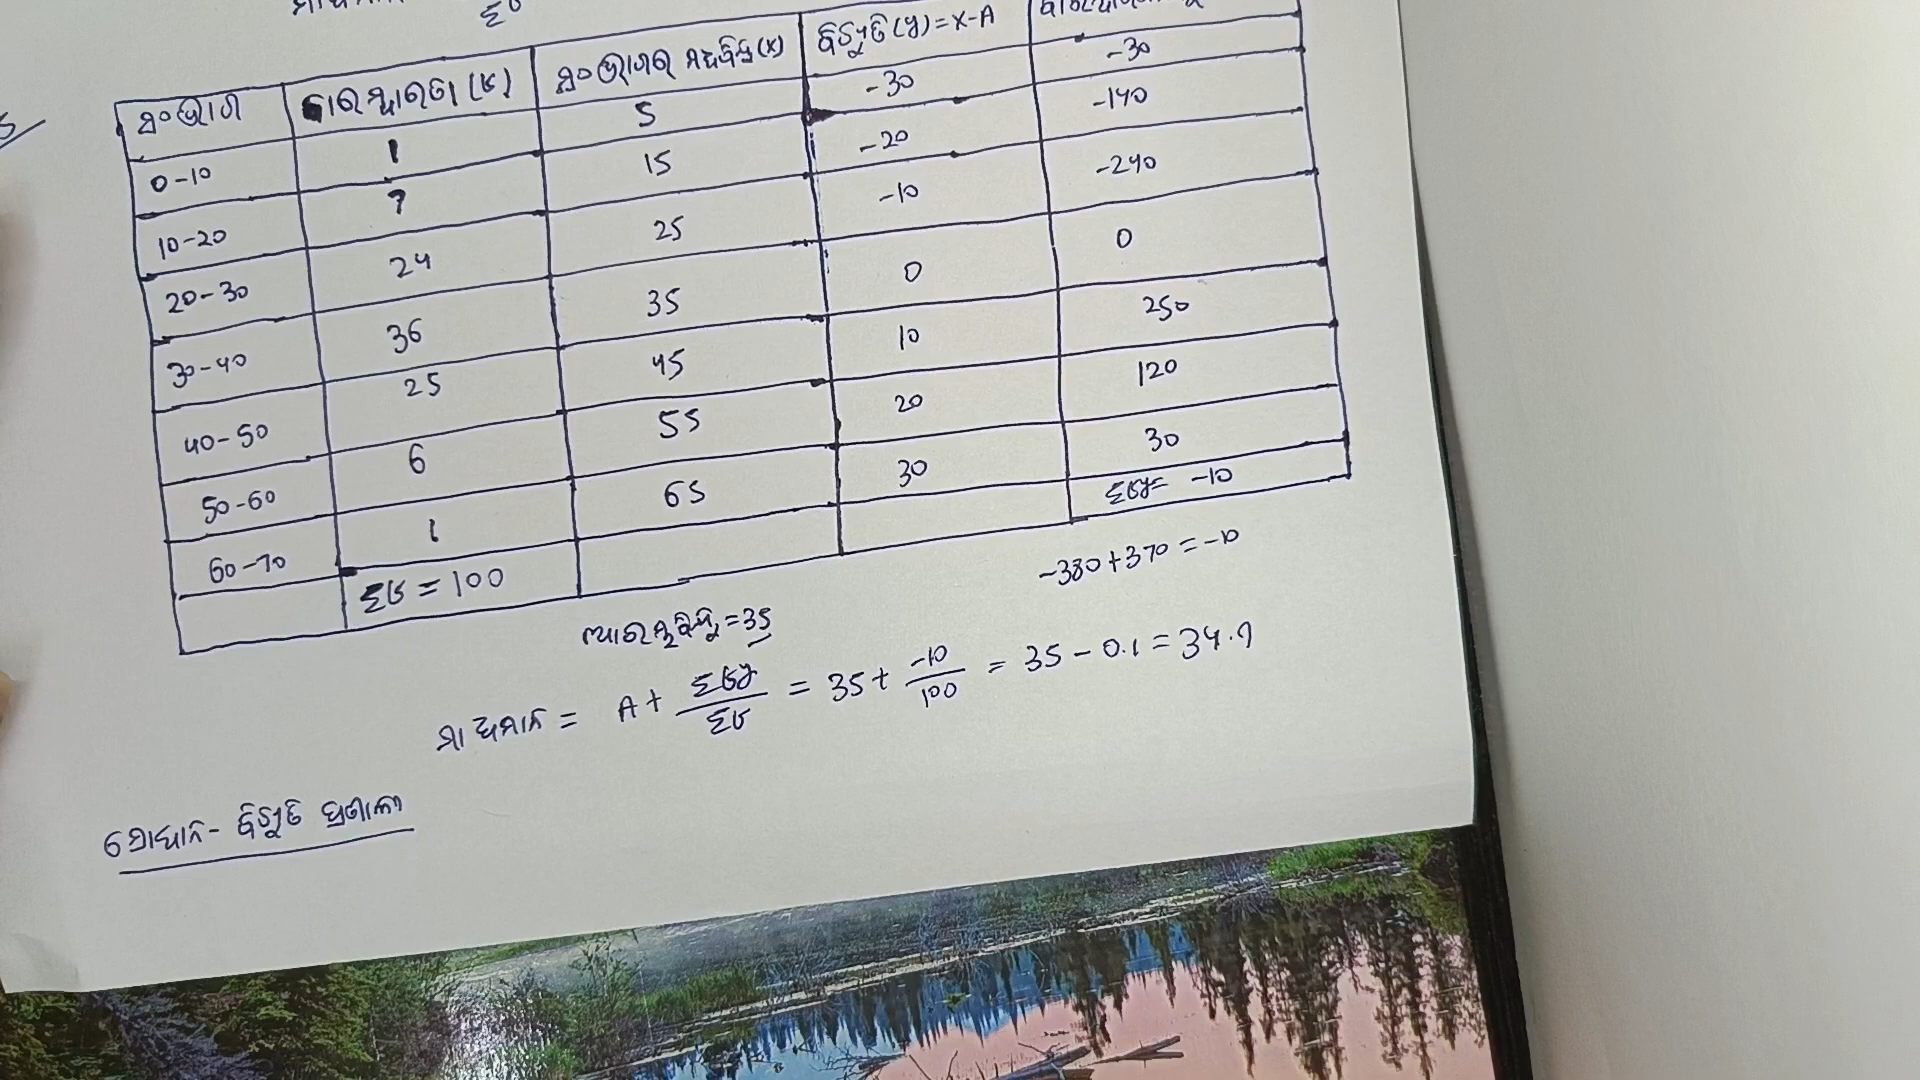 Σ
ସଂଭାଗ ବାରମ୍ବାରତା (f) ସଂଭାଗର ମଧ୍ୟବିନ୍ଦୁ (x) ବିଚ୍ୟୁତି (y) = x-A
0-10 1 5 -30 -30
10-20 7 15 -20 -140
20-30 24 25 -10 -240
30-40 36 35 0 0
40-50 25 45 10 250
50-60 6 55 20 120
60-70 1 65 30 30
Σf = 100 Σfy = -10
-380+370 = -10
ଆରମ୍ଭ ବିନ୍ଦୁ = 35
ମାଧ୍ୟମାନ = A + Σfy/Σf = 35 + -10/100 = 35 - 0.1 = 34.9
ସୋପାନ- ବିଚ୍ୟୁତି ପ୍ରଣାଳୀ